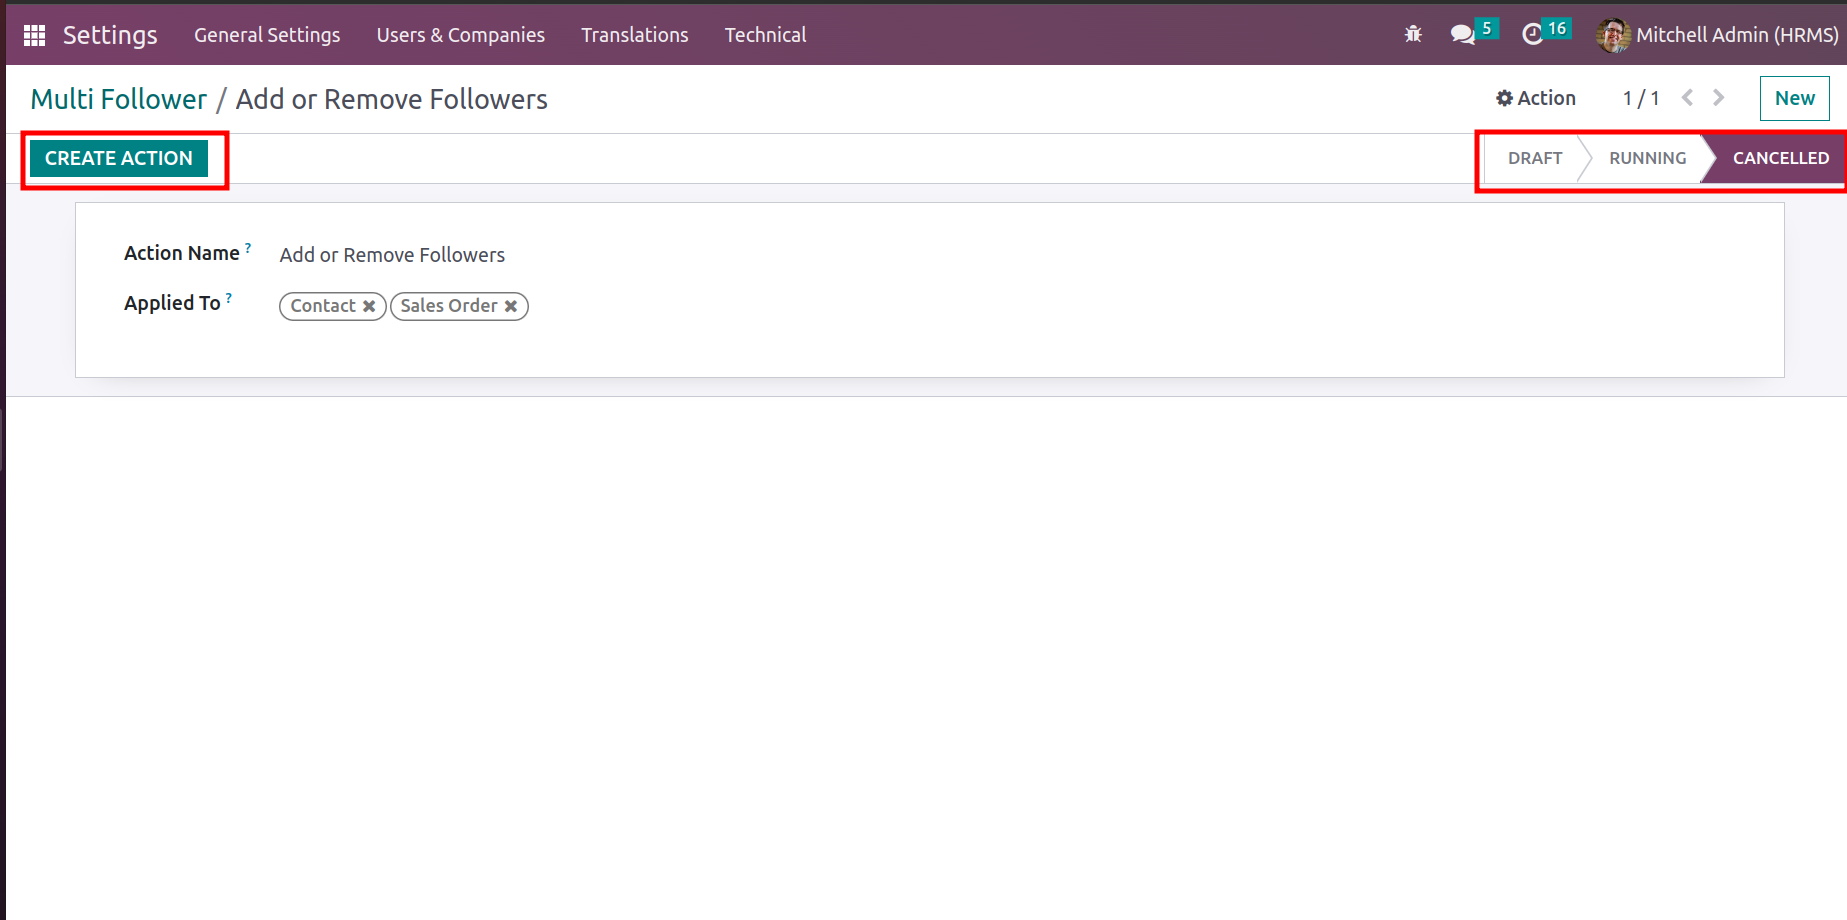 Settings General Settings Users & Companies Translations Technical 5 16 Mitchell Admin (HRMS)
Multi Follower / Add or Remove Followers Action 1 / 1 New
CREATE ACTION DRAFT RUNNING CANCELLED
Action Name ? Add or Remove Followers
Applied To ? Contact ✖ Sales Order ✖